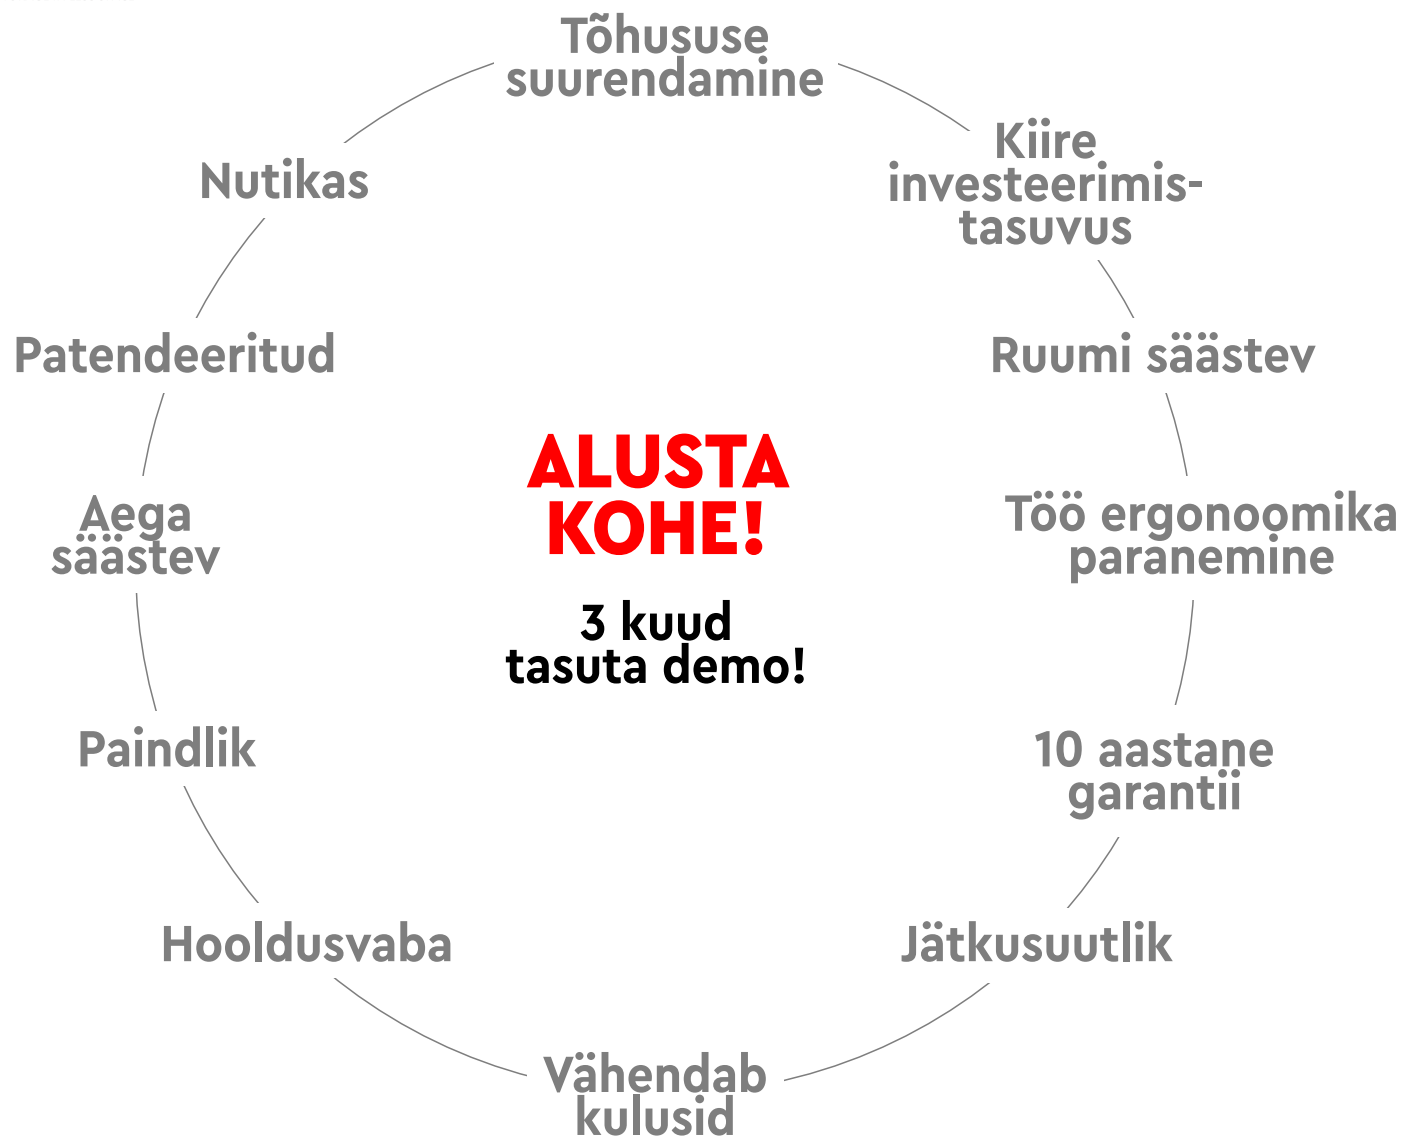 Tõhususe
suurendamine
Kiire
investeerimis-
tasuvus
Ruumi säästev
Töö ergonoomika
paranemine
10 aastane
garantii
Jätkusuutlik
Vähendab
kulusid
Hooldusvaba
Paindlik
Aega
säästev
Patendeeritud
Nutikas
ALUSTA
KOHE!
3 kuud
tasuta demo!